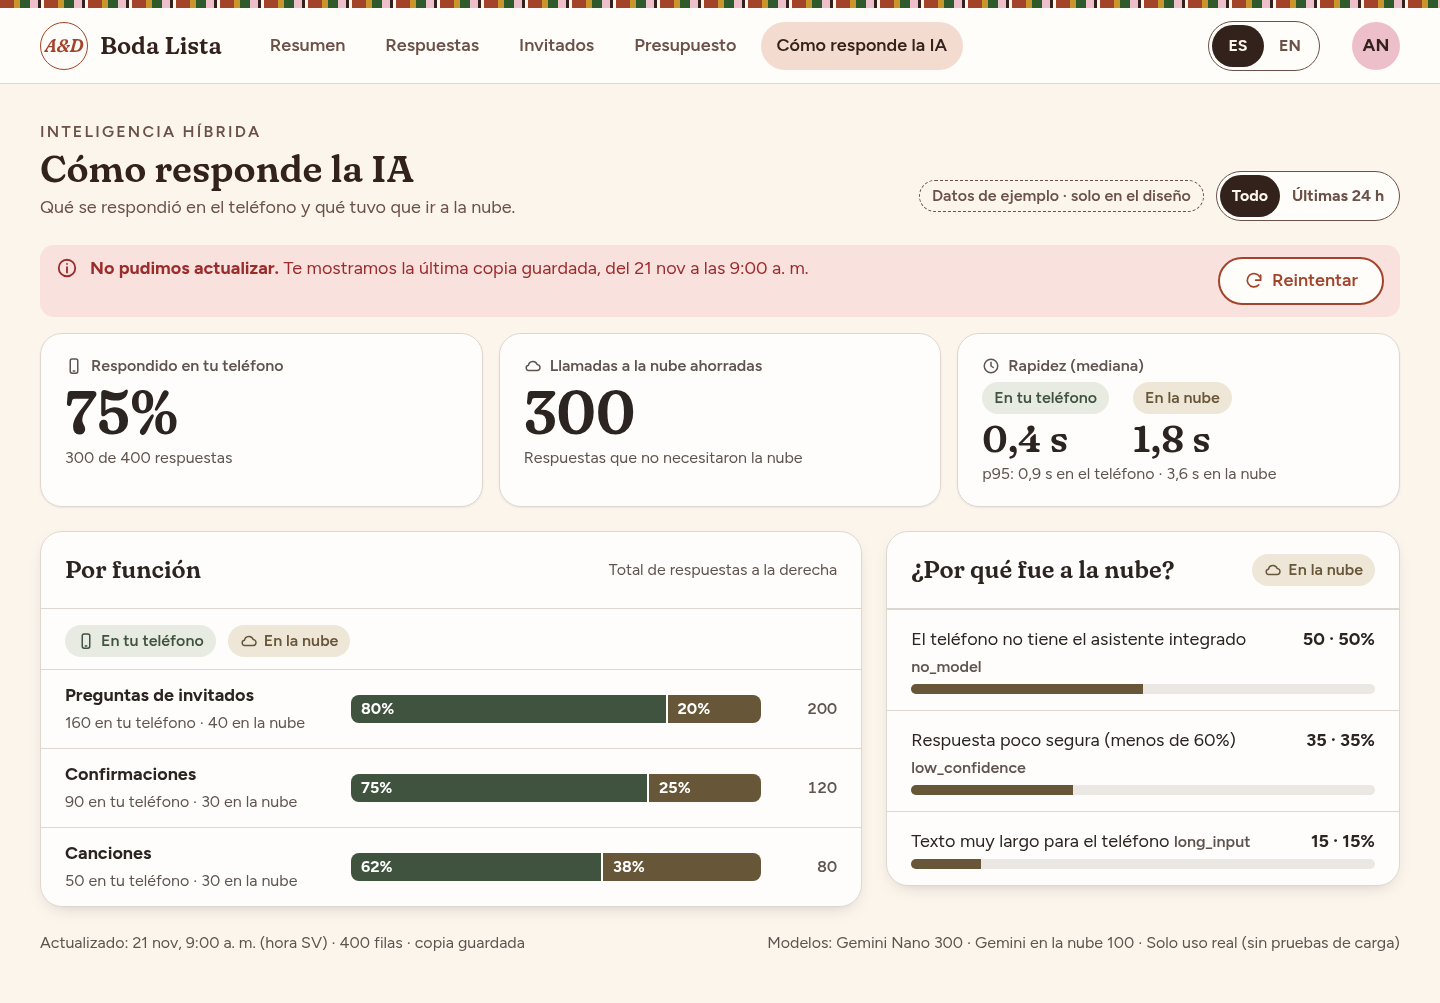 A&D Boda Lista Resumen Respuestas Invitados Presupuesto Cómo responde la IA ES EN AN
INTELIGENCIA HÍBRIDA
Cómo responde la IA
Qué se respondió en el teléfono y qué tuvo que ir a la nube.
Datos de ejemplo · solo en el diseño Todo Últimas 24 h
No pudimos actualizar. Te mostramos la última copia guardada, del 21 nov a las 9:00 a. m.
Reintentar
Respondido en tu teléfono
75%
300 de 400 respuestas
Llamadas a la nube ahorradas
300
Respuestas que no necesitaron la nube
Rapidez (mediana)
En tu teléfono En la nube
0,4 s 1,8 s
p95: 0,9 s en el teléfono · 3,6 s en la nube
Por función Total de respuestas a la derecha
En tu teléfono En la nube
Preguntas de invitados
160 en tu teléfono · 40 en la nube
80% 20% 200
Confirmaciones
90 en tu teléfono · 30 en la nube
75% 25% 120
Canciones
50 en tu teléfono · 30 en la nube
62% 38% 80
¿Por qué fue a la nube? En la nube
El teléfono no tiene el asistente integrado 50 · 50%
no_model
Respuesta poco segura (menos de 60%) 35 · 35%
low_confidence
Texto muy largo para el teléfono long_input 15 · 15%
Actualizado: 21 nov, 9:00 a. m. (hora SV) · 400 filas · copia guardada
Modelos: Gemini Nano 300 · Gemini en la nube 100 · Solo uso real (sin pruebas de carga)